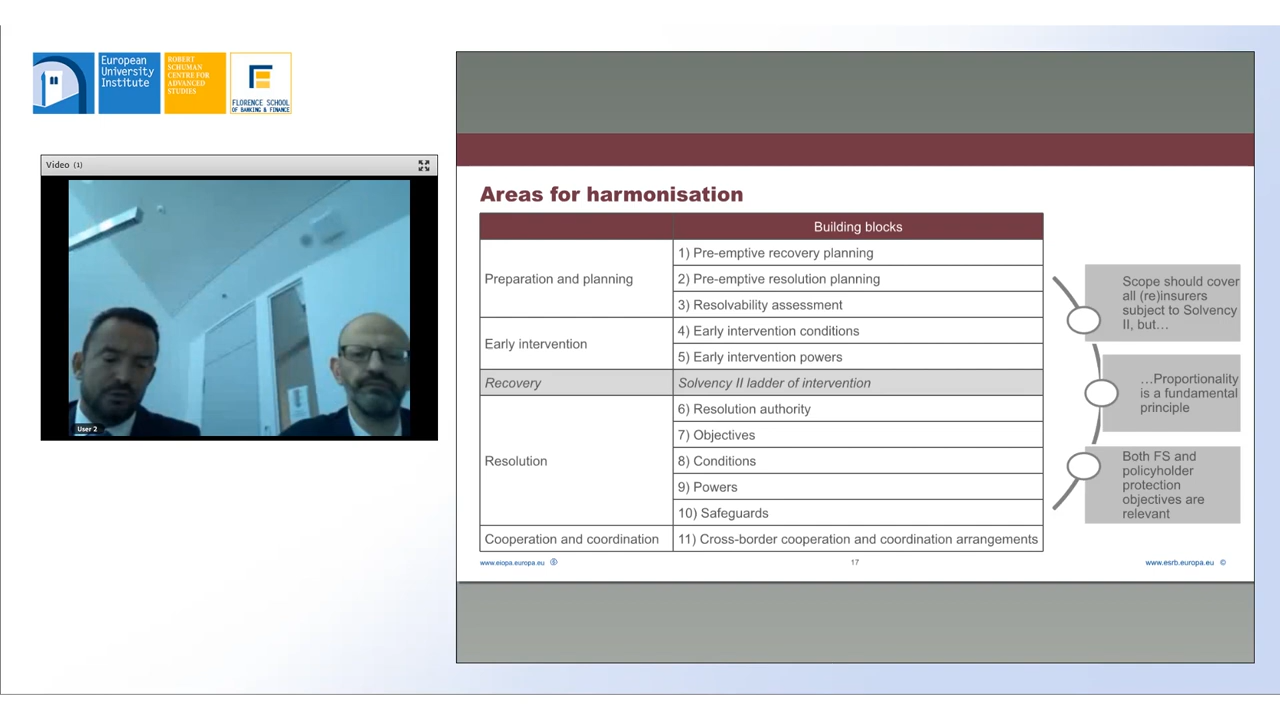 European
University
Institute
ROBERT
SCHUMAN
CENTRE FOR
ADVANCED
STUDIES
FLORENCE SCHOOL
OF BANKING & FINANCE
Video (1)
User 2
Areas for harmonisation
Building blocks
Preparation and planning
1) Pre-emptive recovery planning
2) Pre-emptive resolution planning
3) Resolvability assessment
Early intervention
4) Early intervention conditions
5) Early intervention powers
Recovery
Solvency II ladder of intervention
Resolution
6) Resolution authority
7) Objectives
8) Conditions
9) Powers
10) Safeguards
Cooperation and coordination
11) Cross-border cooperation and coordination arrangements
Scope should cover
all (re)insurers
subject to Solvency
II, but…
…Proportionality
is a fundamental
principle
Both FS and
policyholder
protection
objectives are
relevant
www.eiopa.europa.eu
17
www.esrb.europa.eu ©